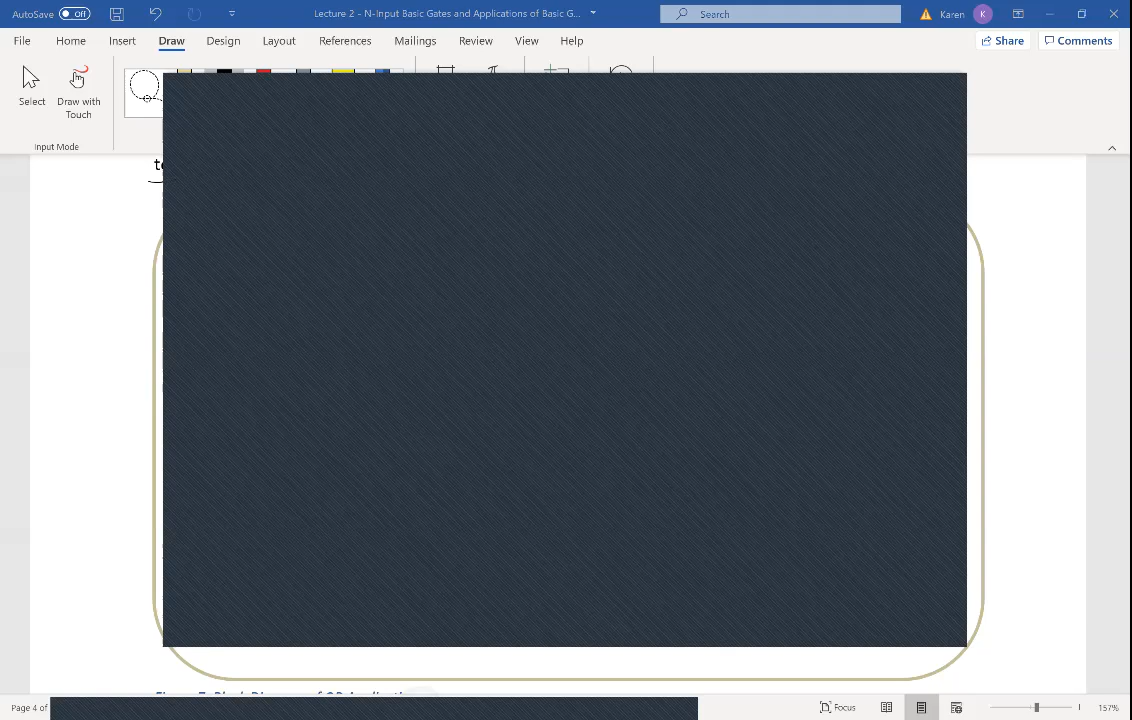 AutoSave Off Lecture 2 - N-Input Basic Gates and Applications of Basic G... Search Karen K
File Home Insert Draw Design Layout References Mailings Review View Help Share Comments
Select Draw with Touch
Input Mode
Page 4 of Focus 157%